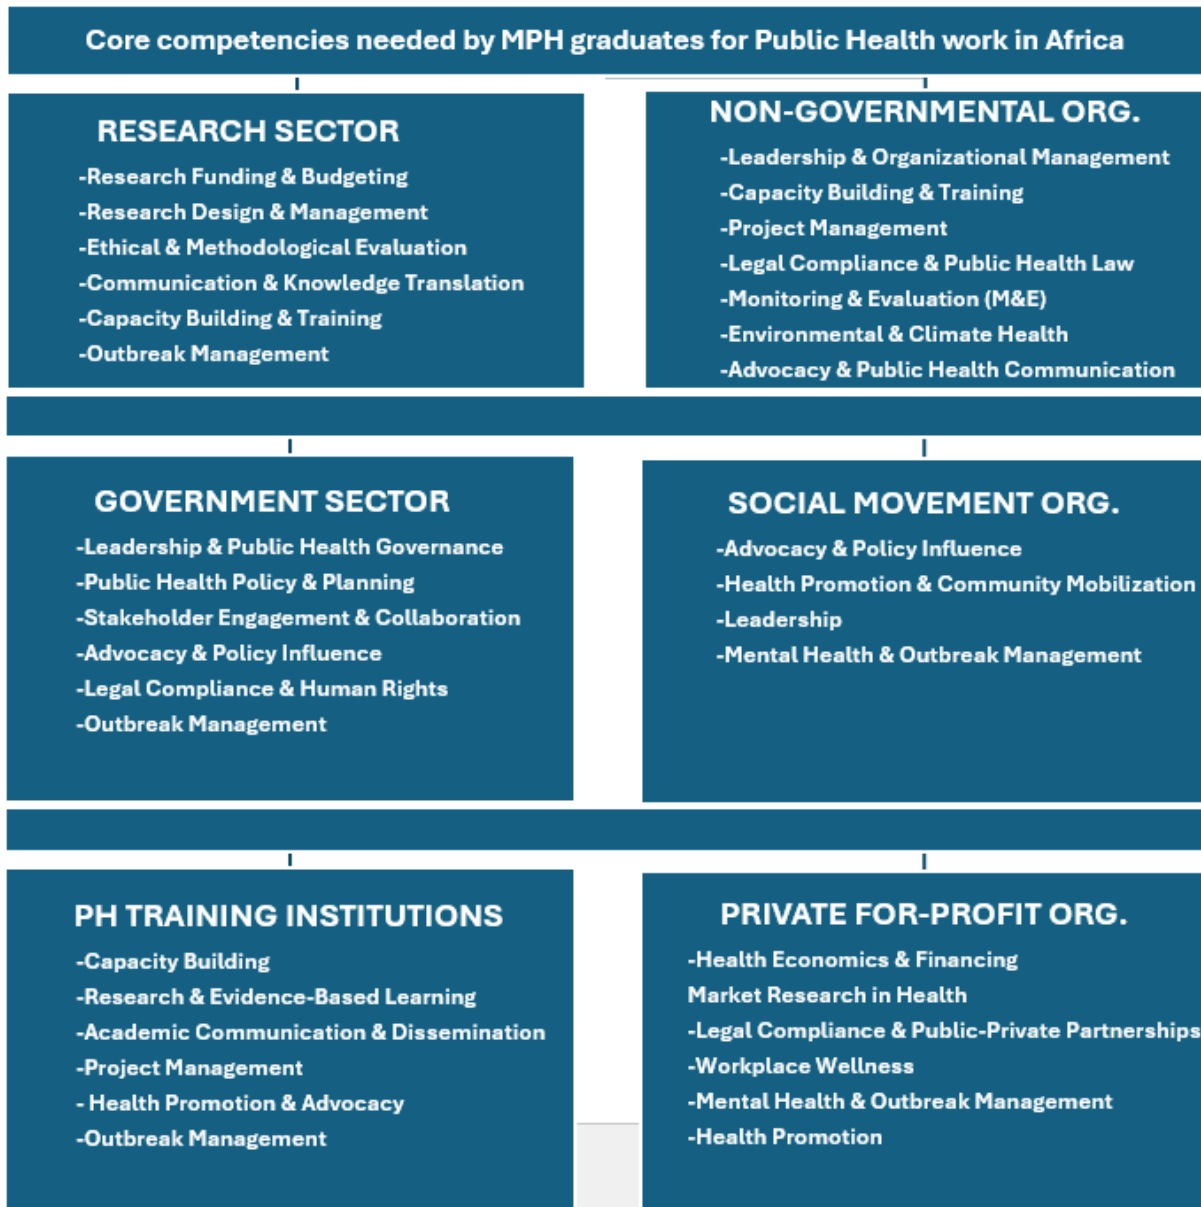 Core competencies needed by MPH graduates for Public Health work in Africa
RESEARCH SECTOR
-Research Funding & Budgeting
-Research Design & Management
-Ethical & Methodological Evaluation
-Communication & Knowledge Translation
-Capacity Building & Training
-Outbreak Management
NON-GOVERNMENTAL ORG.
-Leadership & Organizational Management
-Capacity Building & Training
-Project Management
-Legal Compliance & Public Health Law
-Monitoring & Evaluation (M&E)
-Environmental & Climate Health
-Advocacy & Public Health Communication
GOVERNMENT SECTOR
-Leadership & Public Health Governance
-Public Health Policy & Planning
-Stakeholder Engagement & Collaboration
-Advocacy & Policy Influence
-Legal Compliance & Human Rights
-Outbreak Management
SOCIAL MOVEMENT ORG.
-Advocacy & Policy Influence
-Health Promotion & Community Mobilization
-Leadership
-Mental Health & Outbreak Management
PH TRAINING INSTITUTIONS
-Capacity Building
-Research & Evidence-Based Learning
-Academic Communication & Dissemination
-Project Management
- Health Promotion & Advocacy
-Outbreak Management
PRIVATE FOR-PROFIT ORG.
-Health Economics & Financing
Market Research in Health
-Legal Compliance & Public-Private Partnerships
-Workplace Wellness
-Mental Health & Outbreak Management
-Health Promotion